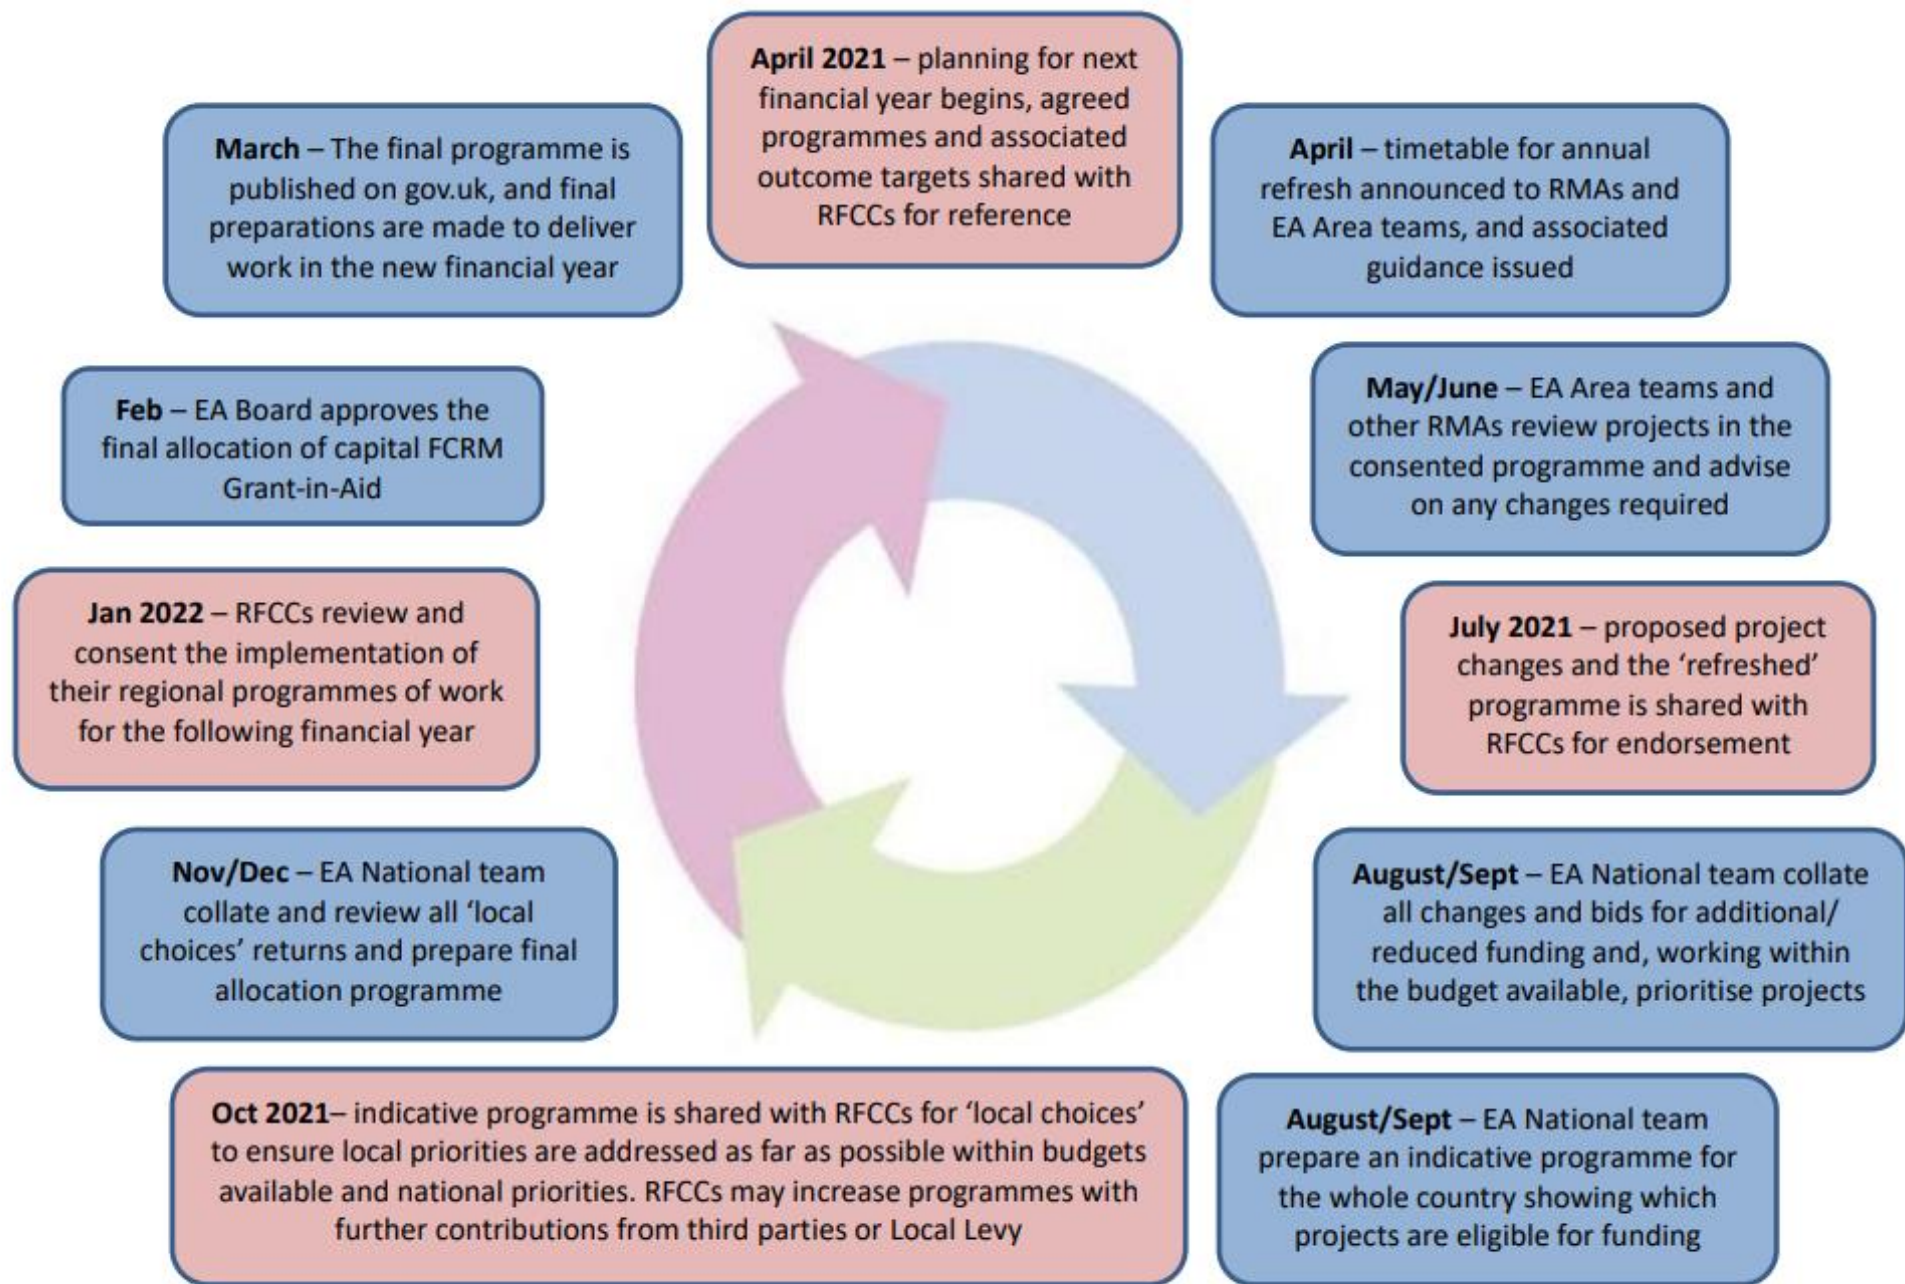 April 2021 – planning for next
financial year begins, agreed
programmes and associated
outcome targets shared with
RFCCs for reference
April – timetable for annual
refresh announced to RMAs and
EA Area teams, and associated
guidance issued
May/June – EA Area teams and
other RMAs review projects in the
consented programme and advise
on any changes required
July 2021 – proposed project
changes and the ‘refreshed’
programme is shared with
RFCCs for endorsement
August/Sept – EA National team collate
all changes and bids for additional/
reduced funding and, working within
the budget available, prioritise projects
August/Sept – EA National team
prepare an indicative programme for
the whole country showing which
projects are eligible for funding
Oct 2021– indicative programme is shared with RFCCs for ‘local choices’
to ensure local priorities are addressed as far as possible within budgets
available and national priorities. RFCCs may increase programmes with
further contributions from third parties or Local Levy
Nov/Dec – EA National team
collate and review all ‘local
choices’ returns and prepare final
allocation programme
Jan 2022 – RFCCs review and
consent the implementation of
their regional programmes of work
for the following financial year
Feb – EA Board approves the
final allocation of capital FCRM
Grant-in-Aid
March – The final programme is
published on gov.uk, and final
preparations are made to deliver
work in the new financial year